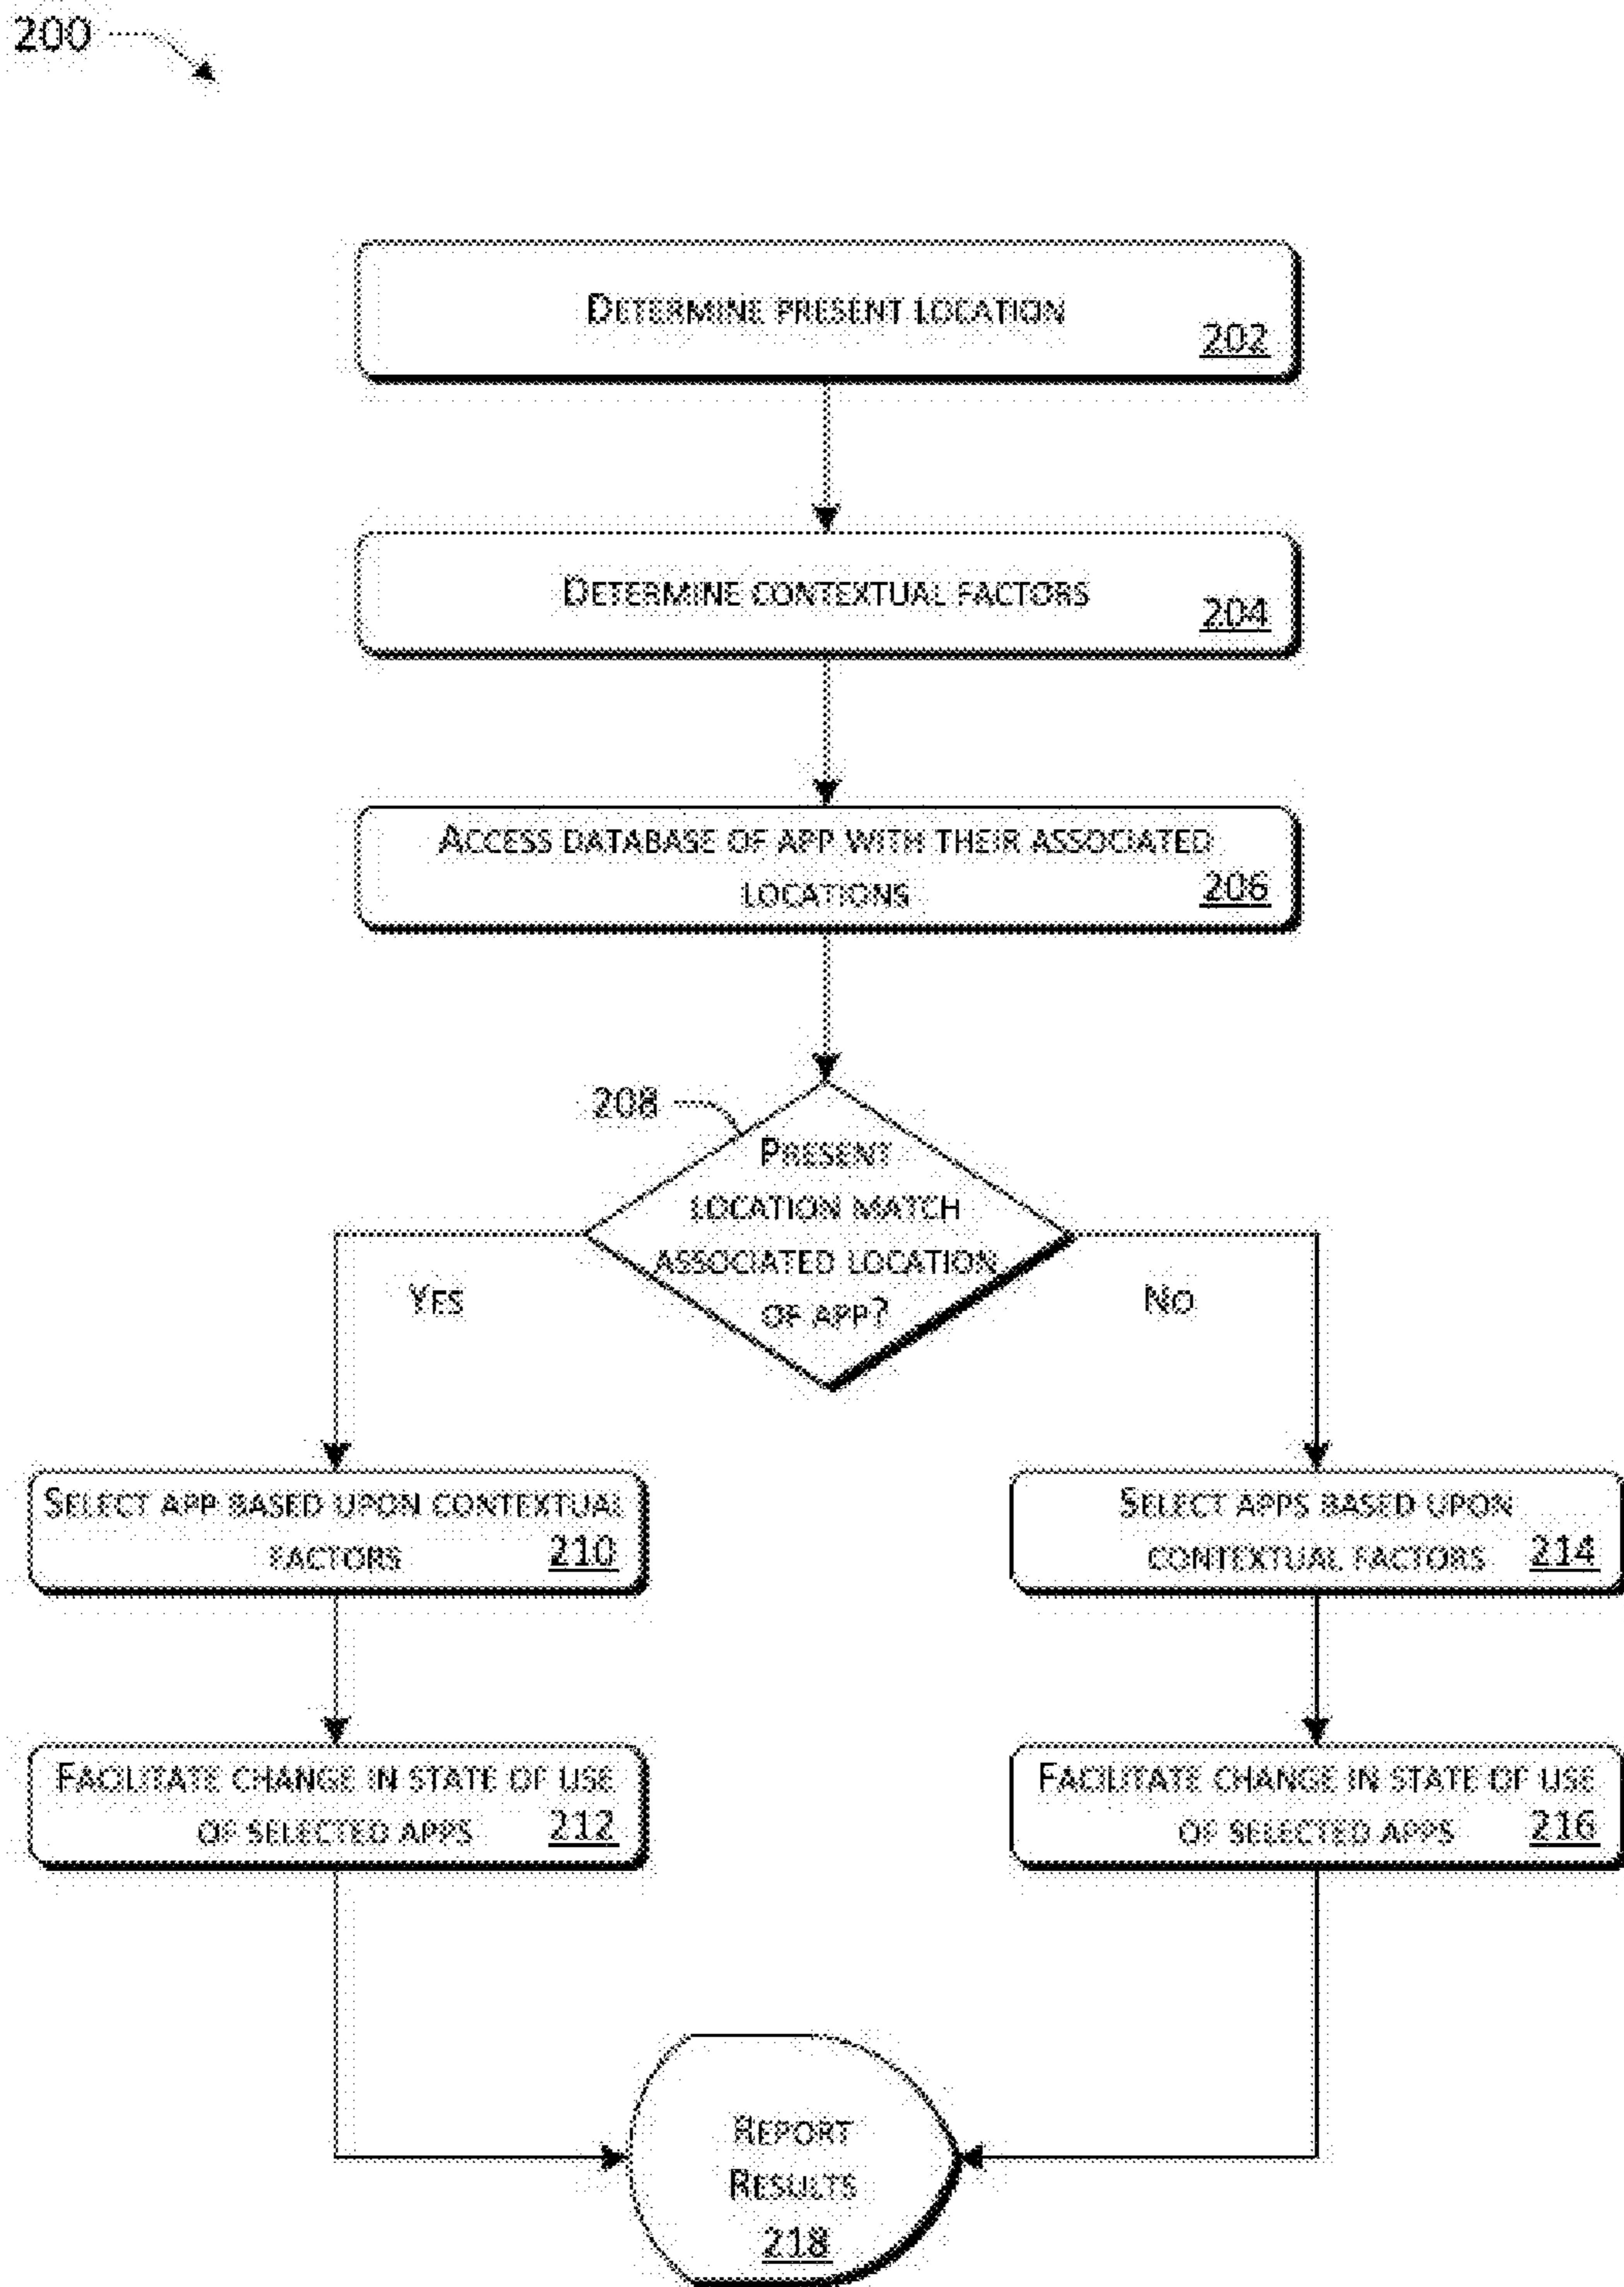 200
DETERMINE PRESENT LOCATION
202
DETERMINE CONTEXTUAL FACTORS
204
ACCESS DATABASE OF APP WITH THEIR ASSOCIATED
LOCATIONS
206
208
PRESENT
LOCATION MATCH
ASSOCIATED LOCATION
OF APP?
YES
NO
SELECT APP BASED UPON CONTEXTUAL
FACTORS 210
SELECT APPS BASED UPON
CONTEXTUAL FACTORS 214
FACILITATE CHANGE IN STATE OF USE
OF SELECTED APPS 212
FACILITATE CHANGE IN STATE OF USE
OF SELECTED APPS 216
REPORT
RESULTS
218